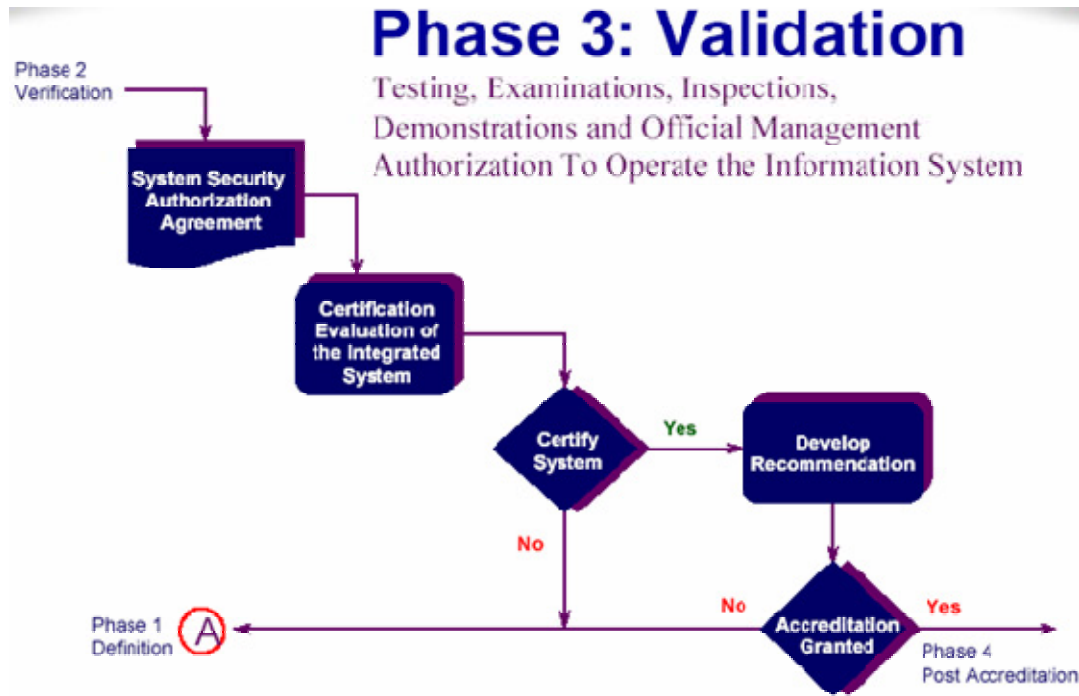 Phase 3: Validation
Testing, Examinations, Inspections,
Demonstrations and Official Management
Authorization To Operate the Information System
Phase 2
Verification
System Security
Authorization
Agreement
Certification
Evaluation of
the Integrated
System
Certify
System
Yes
Develop
Recommendation
No
Phase 1
Definition
A
No
Accreditation
Granted
Yes
Phase 4
Post Accreditation